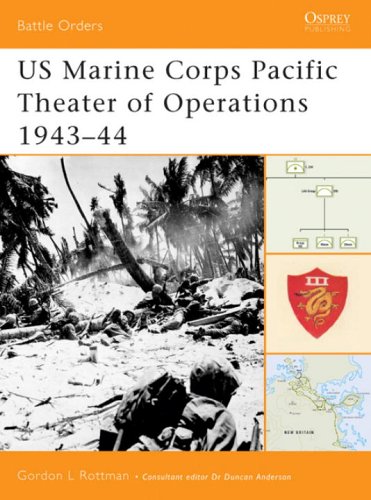 Battle Orders
OSPREY
PUBLISHING
US Marine Corps Pacific
Theater of Operations
1943–44
NEW BRITAIN
Gordon L Rottman • Consultant editor Dr Duncan Anderson